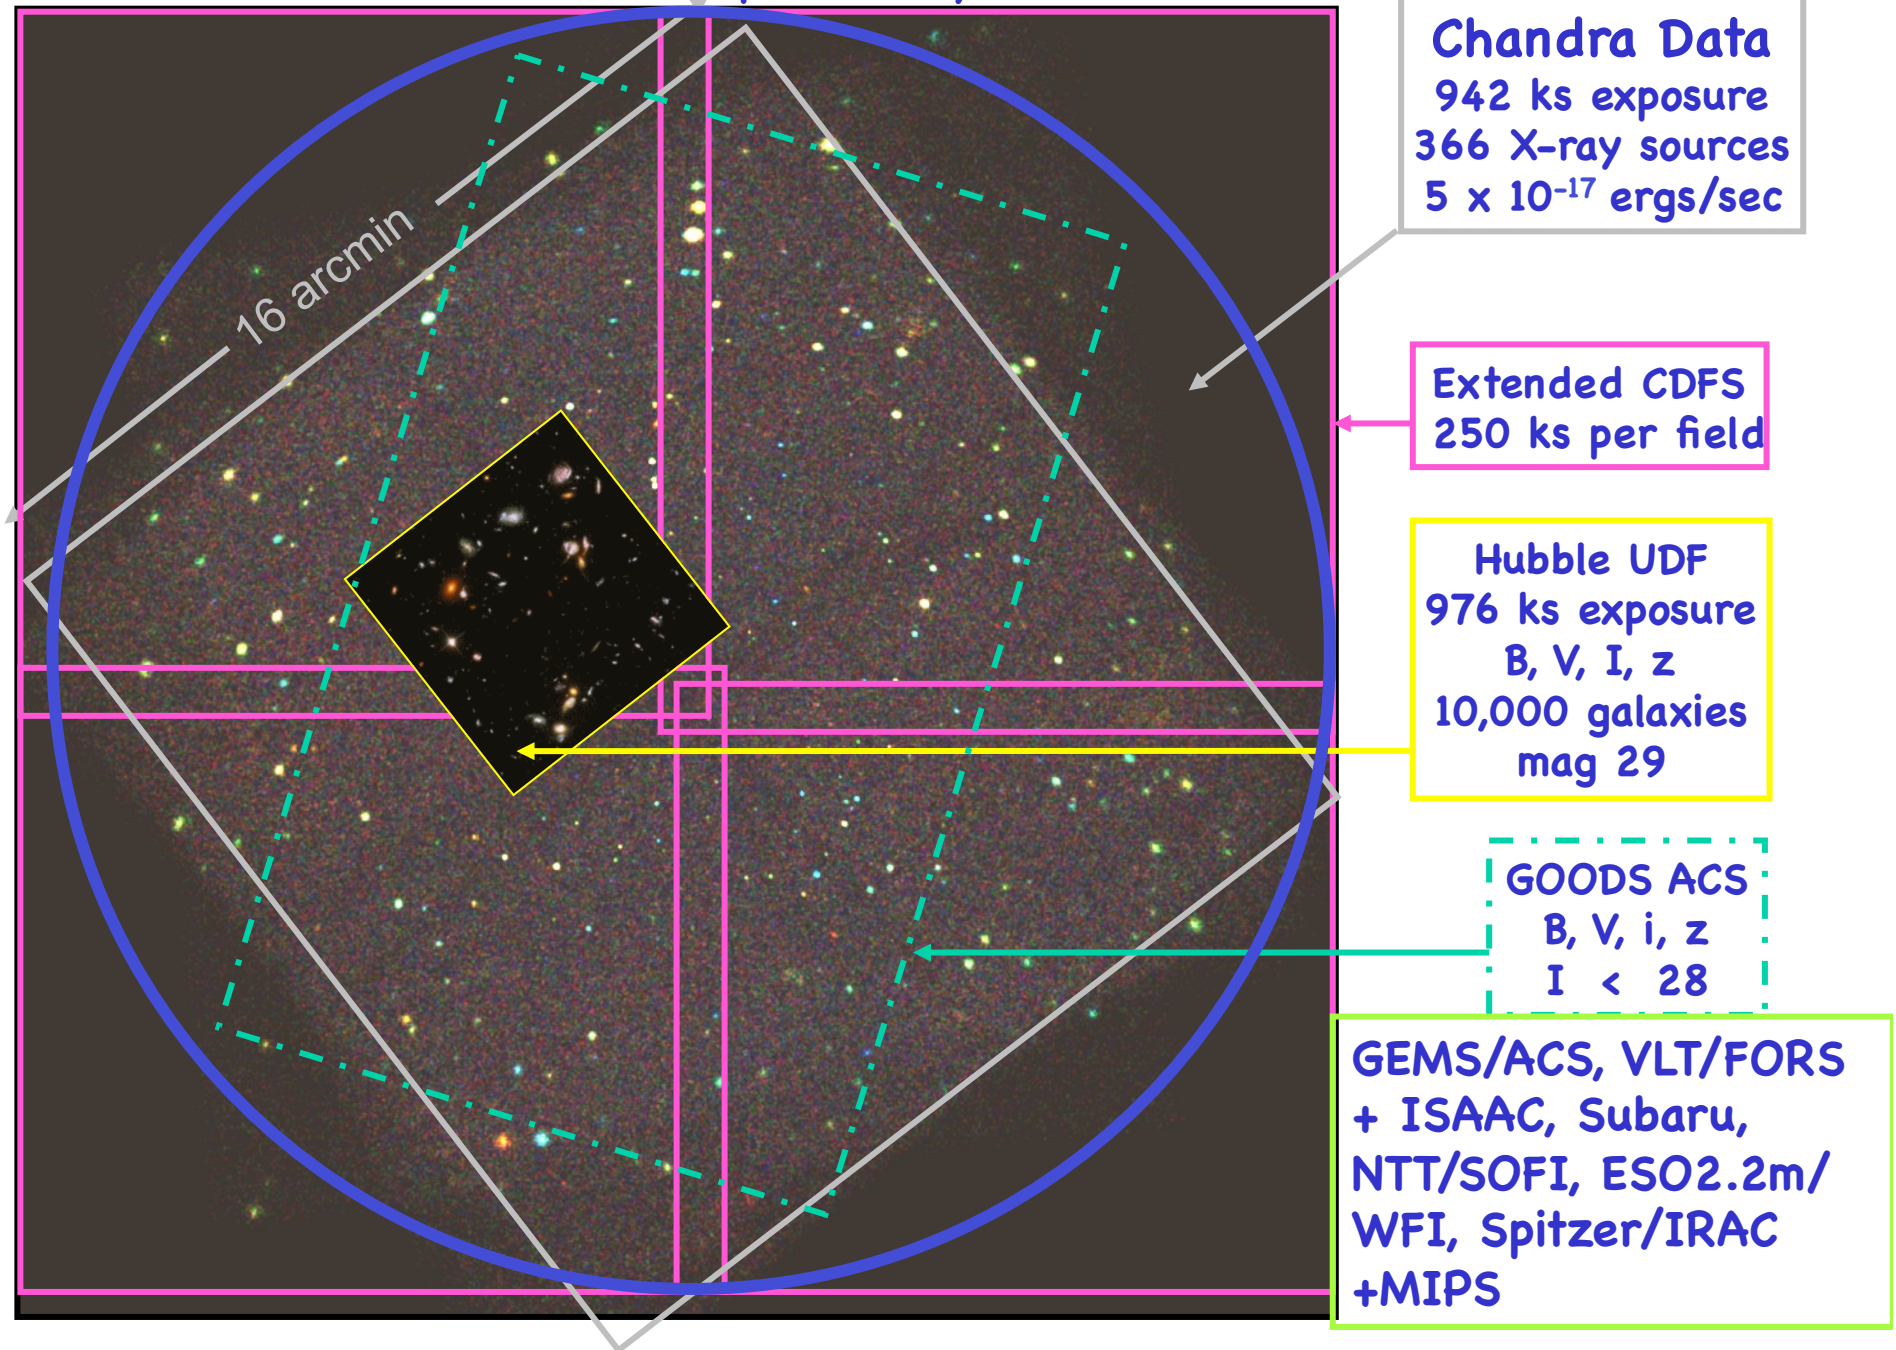 16 arcmin
Chandra Data
942 ks exposure
366 X-ray sources
5 x 10⁻¹⁷ ergs/sec
Extended CDFS
250 ks per field
Hubble UDF
976 ks exposure
B, V, I, z
10,000 galaxies
mag 29
GOODS ACS
B, V, i, z
I < 28
GEMS/ACS, VLT/FORS
+ ISAAC, Subaru,
NTT/SOFI, ESO2.2m/
WFI, Spitzer/IRAC
+MIPS